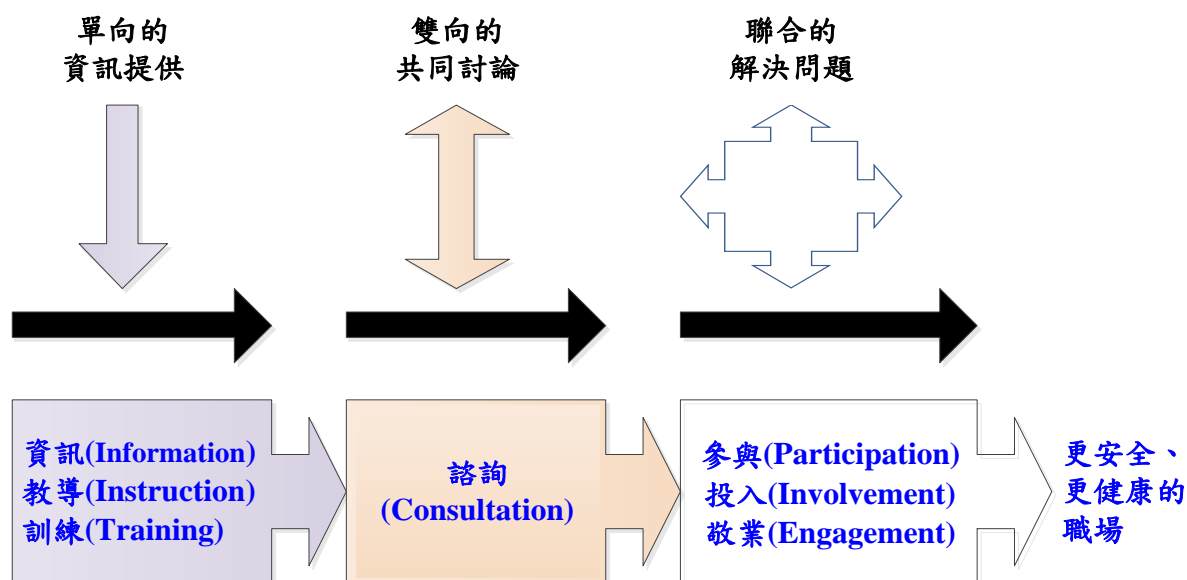 單向的
資訊提供
雙向的
共同討論
聯合的
解決問題
資訊(Information)
教導(Instruction)
訓練(Training)
諮詢
(Consultation)
參與(Participation)
投入(Involvement)
敬業(Engagement)
更安全、
更健康的
職場